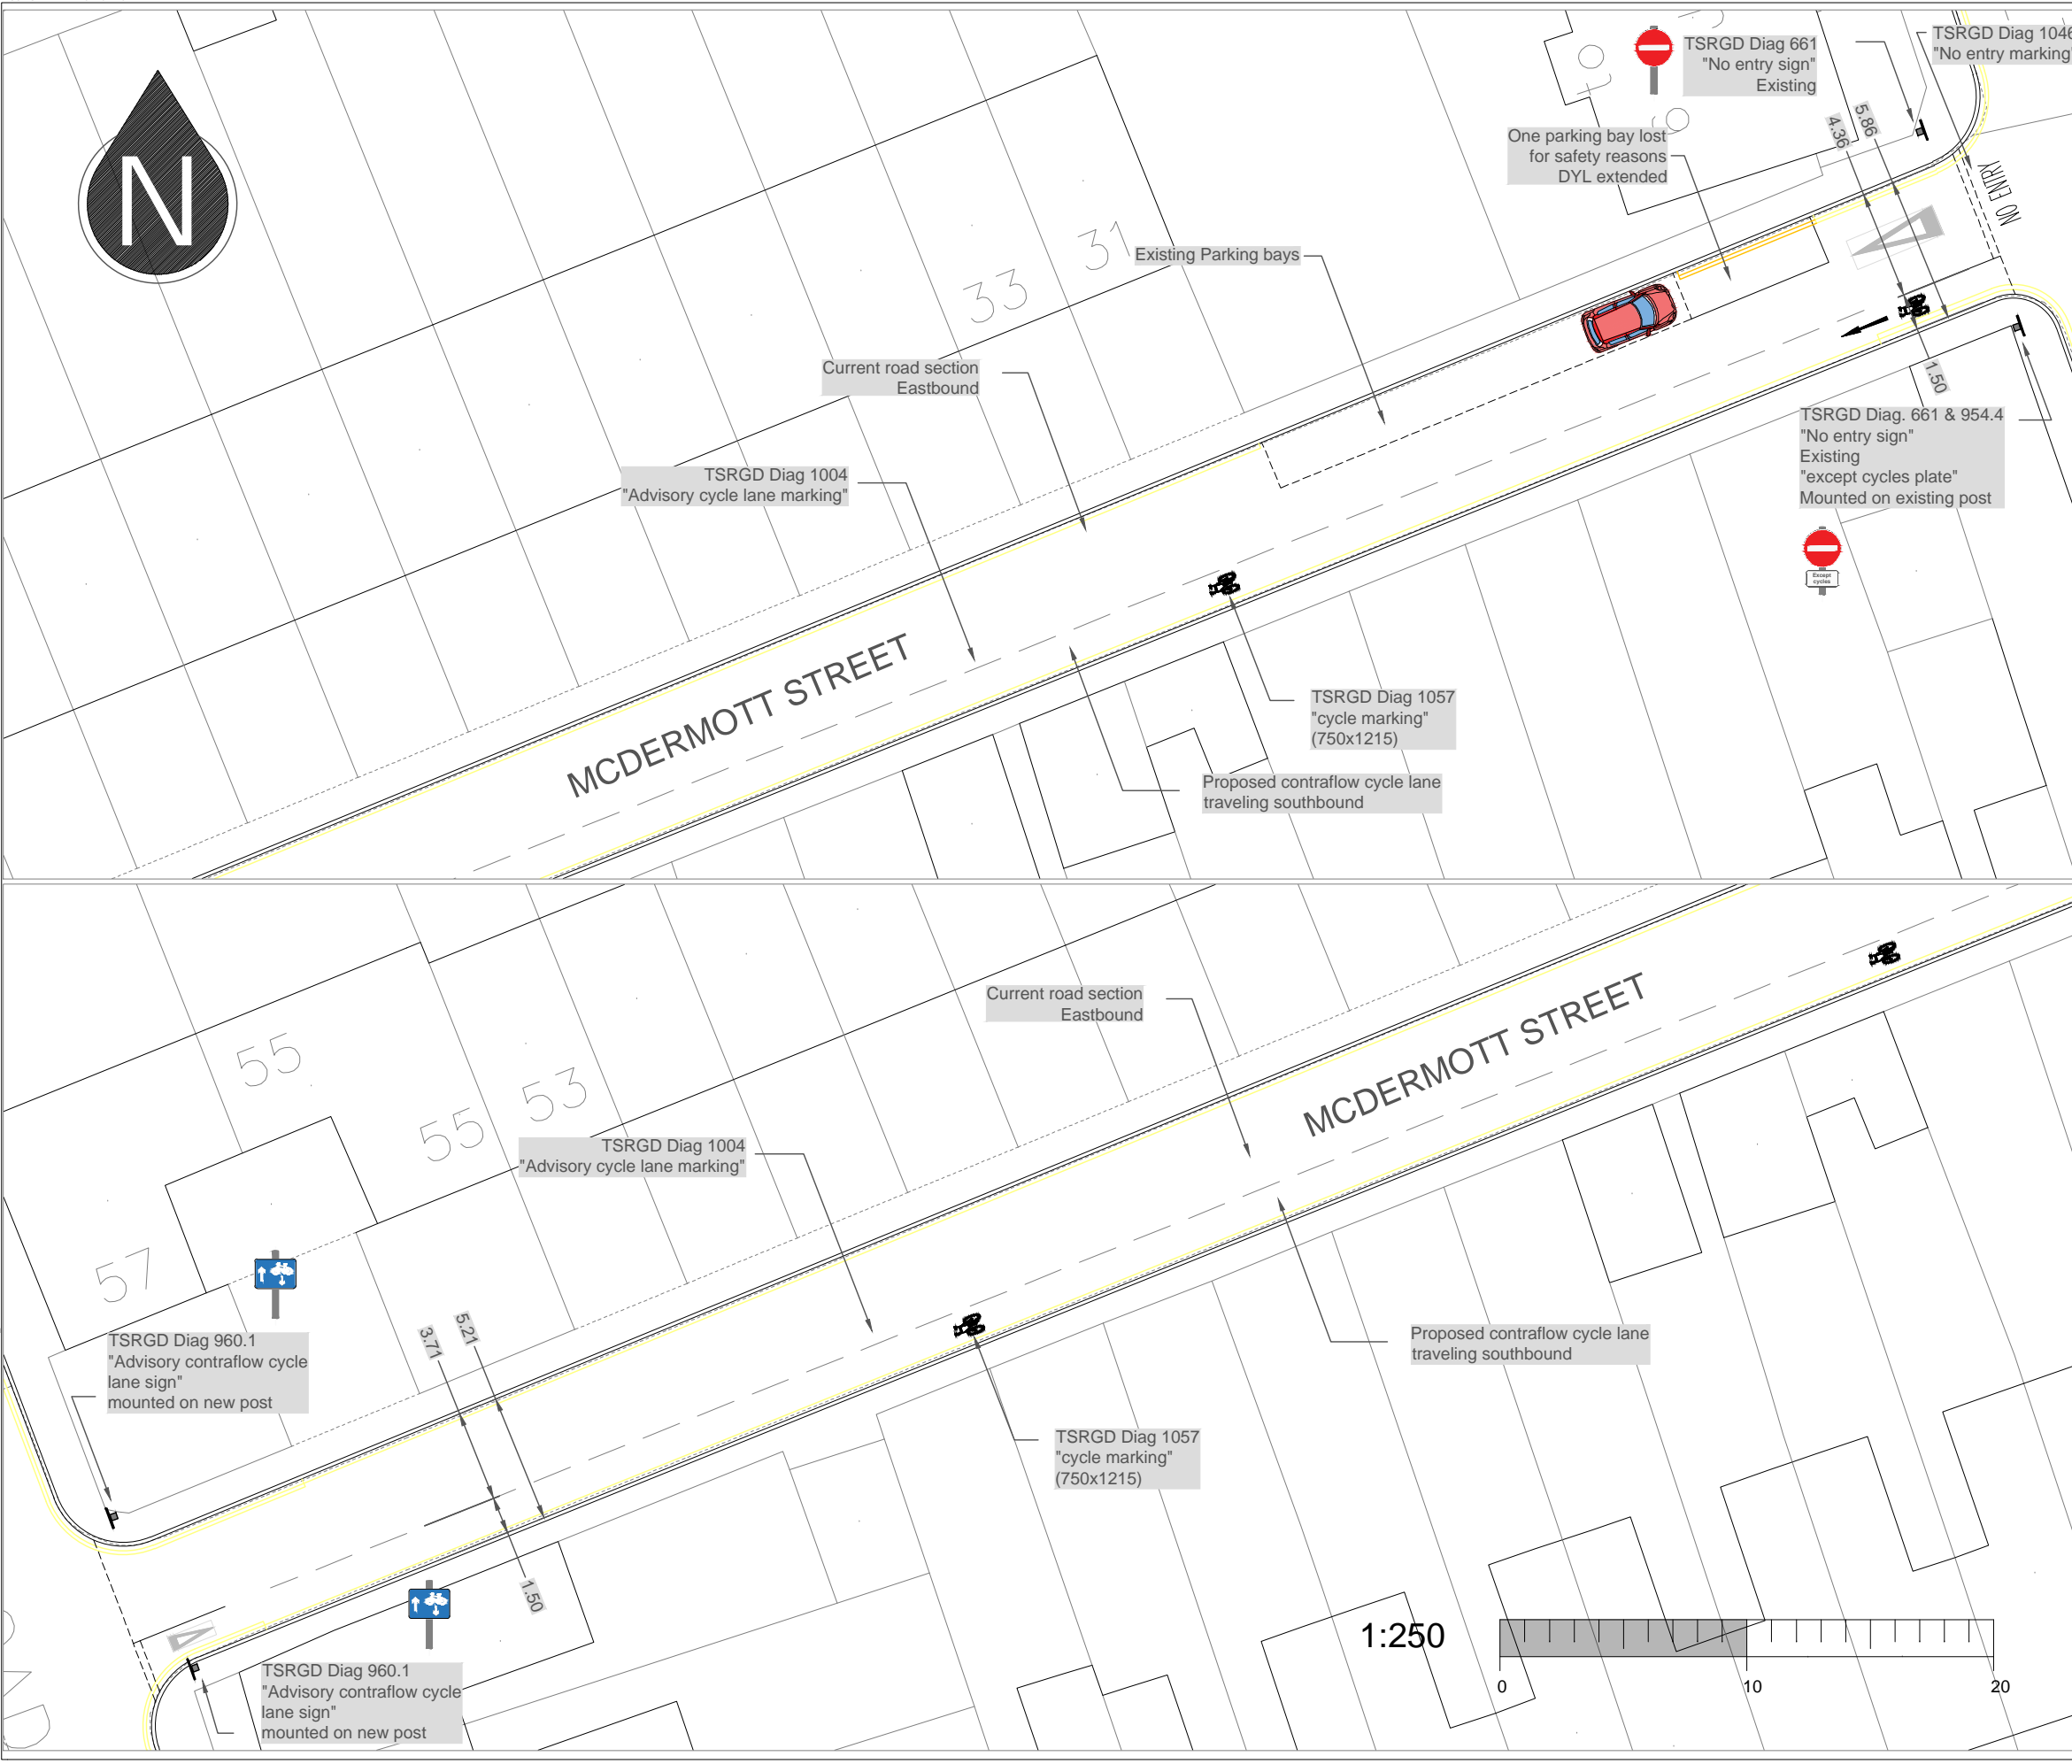 N
TSRGD Diag 661
"No entry sign"
Existing
TSRGD Diag 1046
"No entry marking"
One parking bay lost
for safety reasons
DYL extended
4.36
5.86
NO ENTRY
9
Existing Parking bays
33
31
Current road section
Eastbound
1.50
TSRGD Diag. 661 & 954.4
"No entry sign"
Existing
"except cycles plate"
Mounted on existing post
Except
cycles
TSRGD Diag 1004
"Advisory cycle lane marking"
MCDERMOTT STREET
TSRGD Diag 1057
"cycle marking"
(750x1215)
Proposed contraflow cycle lane
traveling southbound
Current road section
Eastbound
MCDERMOTT STREET
55
55
53
57
TSRGD Diag 1004
"Advisory cycle lane marking"
TSRGD Diag 960.1
"Advisory contraflow cycle
lane sign"
mounted on new post
3.71
5.21
Proposed contraflow cycle lane
traveling southbound
TSRGD Diag 1057
"cycle marking"
(750x1215)
1.50
TSRGD Diag 960.1
"Advisory contraflow cycle
lane sign"
mounted on new post
1:250
0
10
20